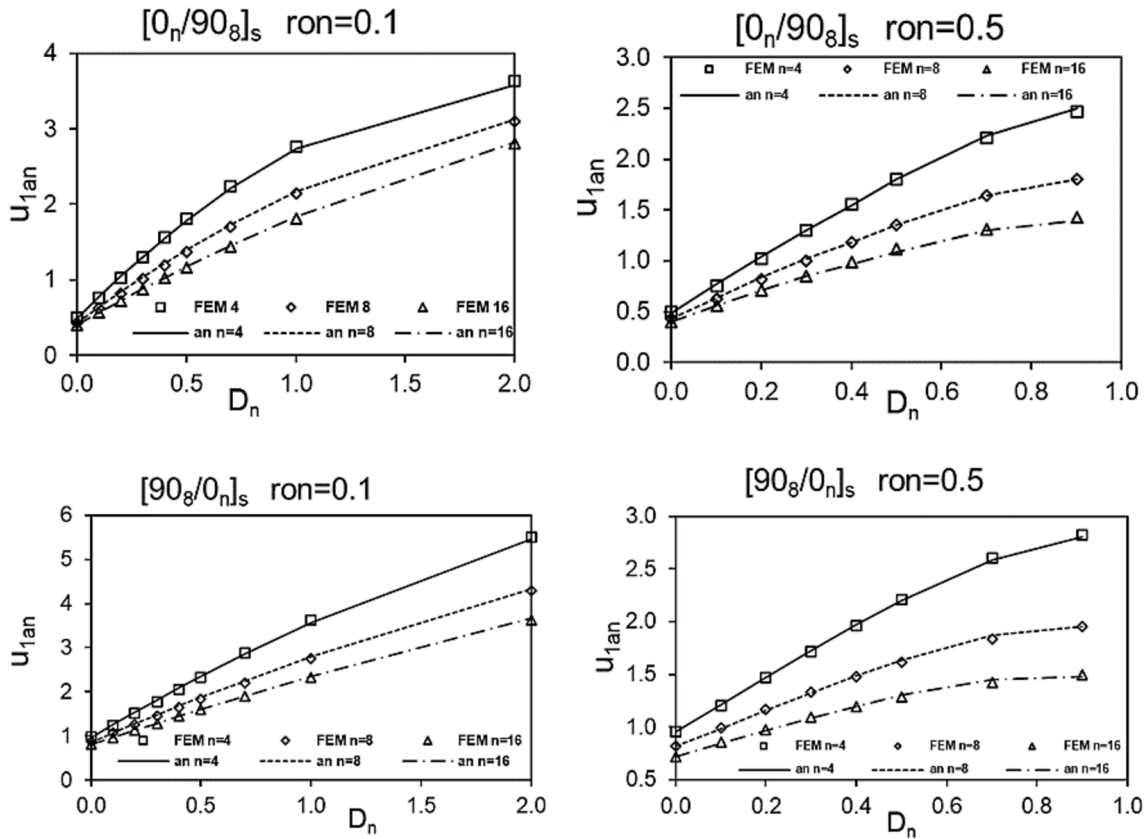 [0ₙ/90₈]ₛ ron=0.1
4
3
2
1
0
u₁ₐₙ
FEM 4 FEM 8 FEM 16
an n=4 an n=8 an n=16
0.0 0.5 1.0 1.5 2.0
Dₙ
[0ₙ/90₈]ₛ ron=0.5
FEM n=4 FEM n=8 FEM n=16
an n=4 an n=8 an n=16
3.0
2.5
2.0
1.5
1.0
0.5
0.0
u₁ₐₙ
0.0 0.2 0.4 0.6 0.8 1.0
Dₙ
[90₈/0ₙ]ₛ ron=0.1
6
5
4
3
2
1
0
u₁ₐₙ
FEM n=4 FEM n=8 FEM n=16
an n=4 an n=8 an n=16
0.0 0.5 1.0 1.5 2.0
Dₙ
[90₈/0ₙ]ₛ ron=0.5
3.0
2.5
2.0
1.5
1.0
0.5
u₁ₐₙ
FEM n=4 FEM n=8 FEM n=16
an n=4 an n=8 an n=16
0.0 0.2 0.4 0.6 0.8 1.0
Dₙ